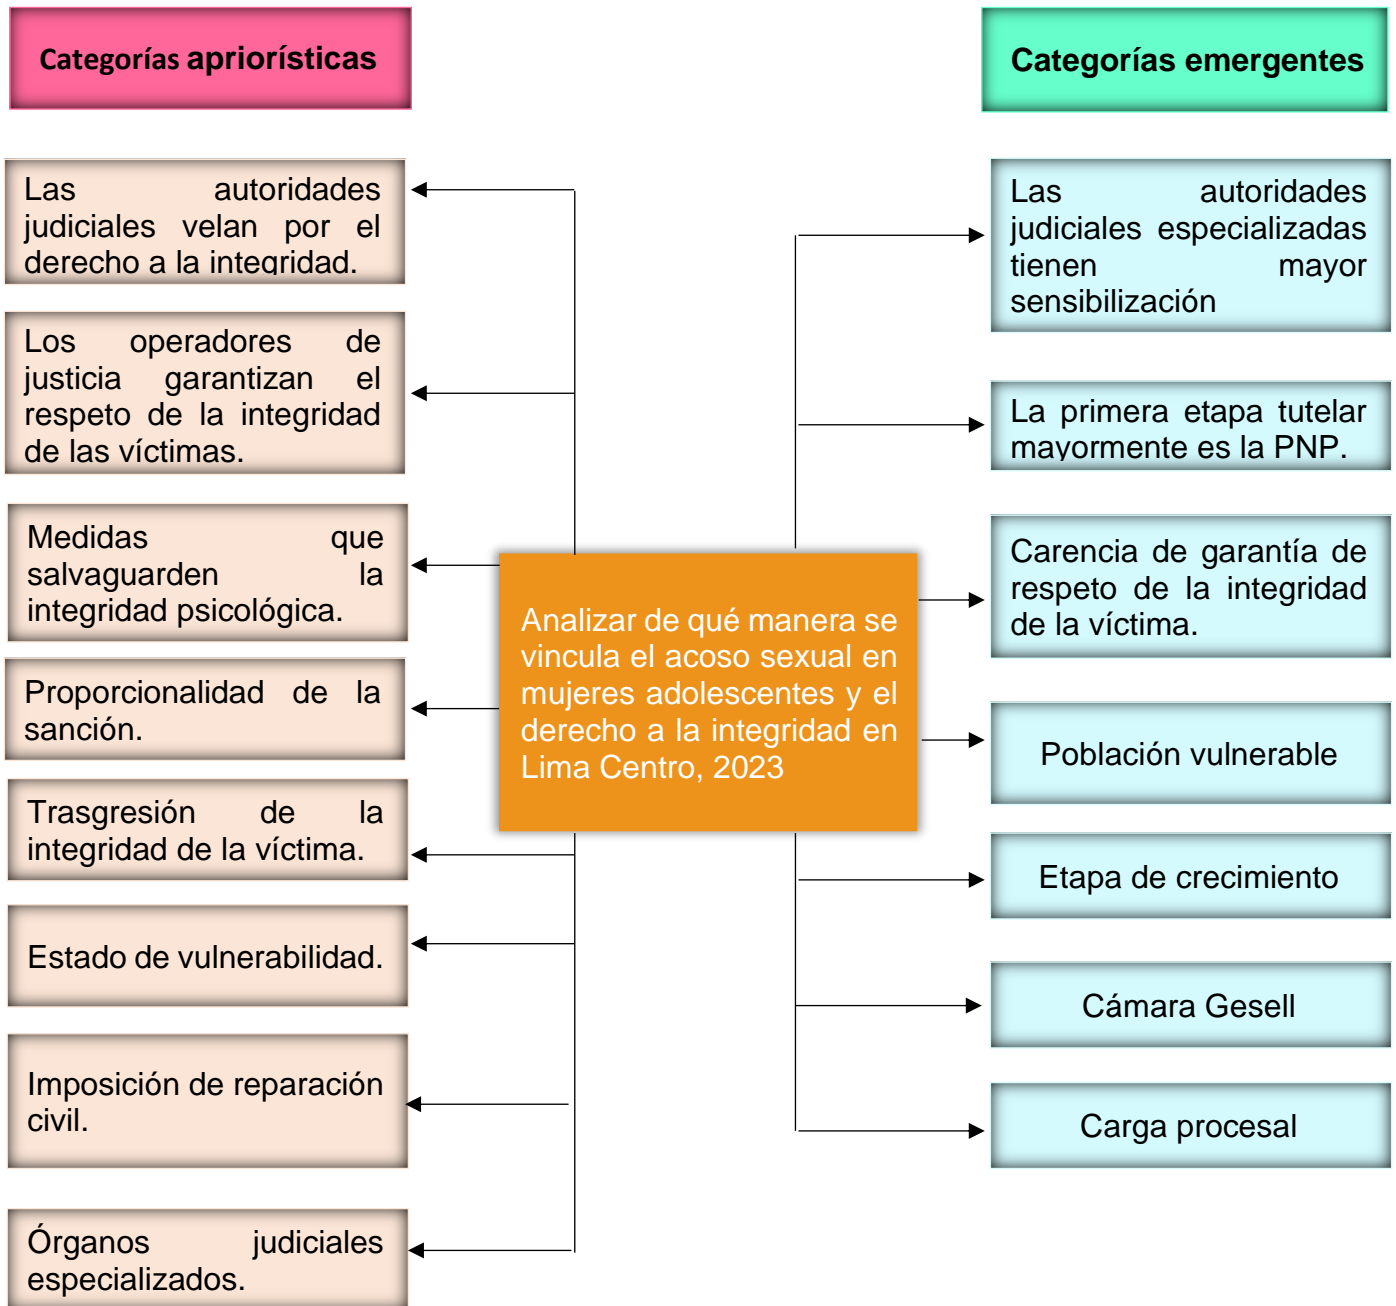 Categorías apriorísticas
Categorías emergentes
Las autoridades
judiciales velan por el
derecho a la integridad.
Los operadores de
justicia garantizan el
respeto de la integridad
de las víctimas.
Medidas que
salvaguarden la
integridad psicológica.
Proporcionalidad de la
sanción.
Trasgresión de la
integridad de la víctima.
Estado de vulnerabilidad.
Imposición de reparación
civil.
Órganos judiciales
especializados.
Analizar de qué manera se
vincula el acoso sexual en
mujeres adolescentes y el
derecho a la integridad en
Lima Centro, 2023
Las autoridades
judiciales especializadas
tienen mayor
sensibilización
La primera etapa tutelar
mayormente es la PNP.
Carencia de garantía de
respeto de la integridad
de la víctima.
Población vulnerable
Etapa de crecimiento
Cámara Gesell
Carga procesal